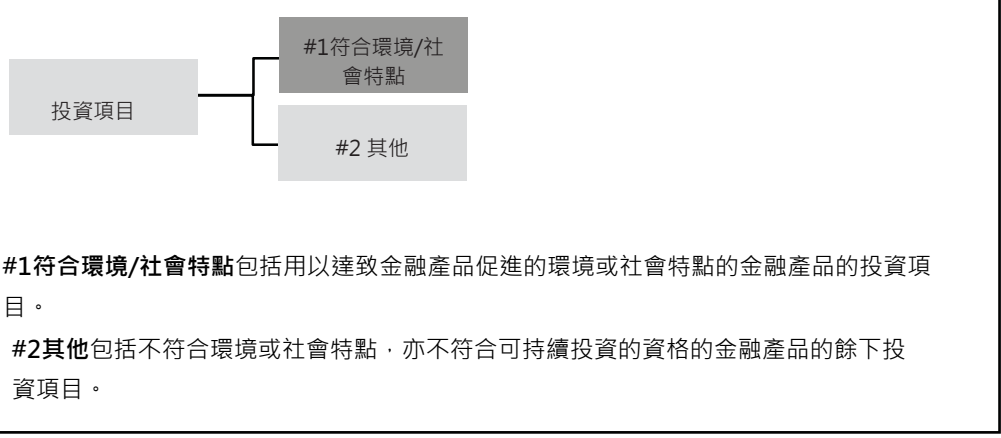 #1符合環境/社
會特點
投資項目
#2 其他
#1符合環境/社會特點包括用以達致金融產品促進的環境或社會特點的金融產品的投資項
目。
#2其他包括不符合環境或社會特點，亦不符合可持續投資的資格的金融產品的餘下投
資項目。